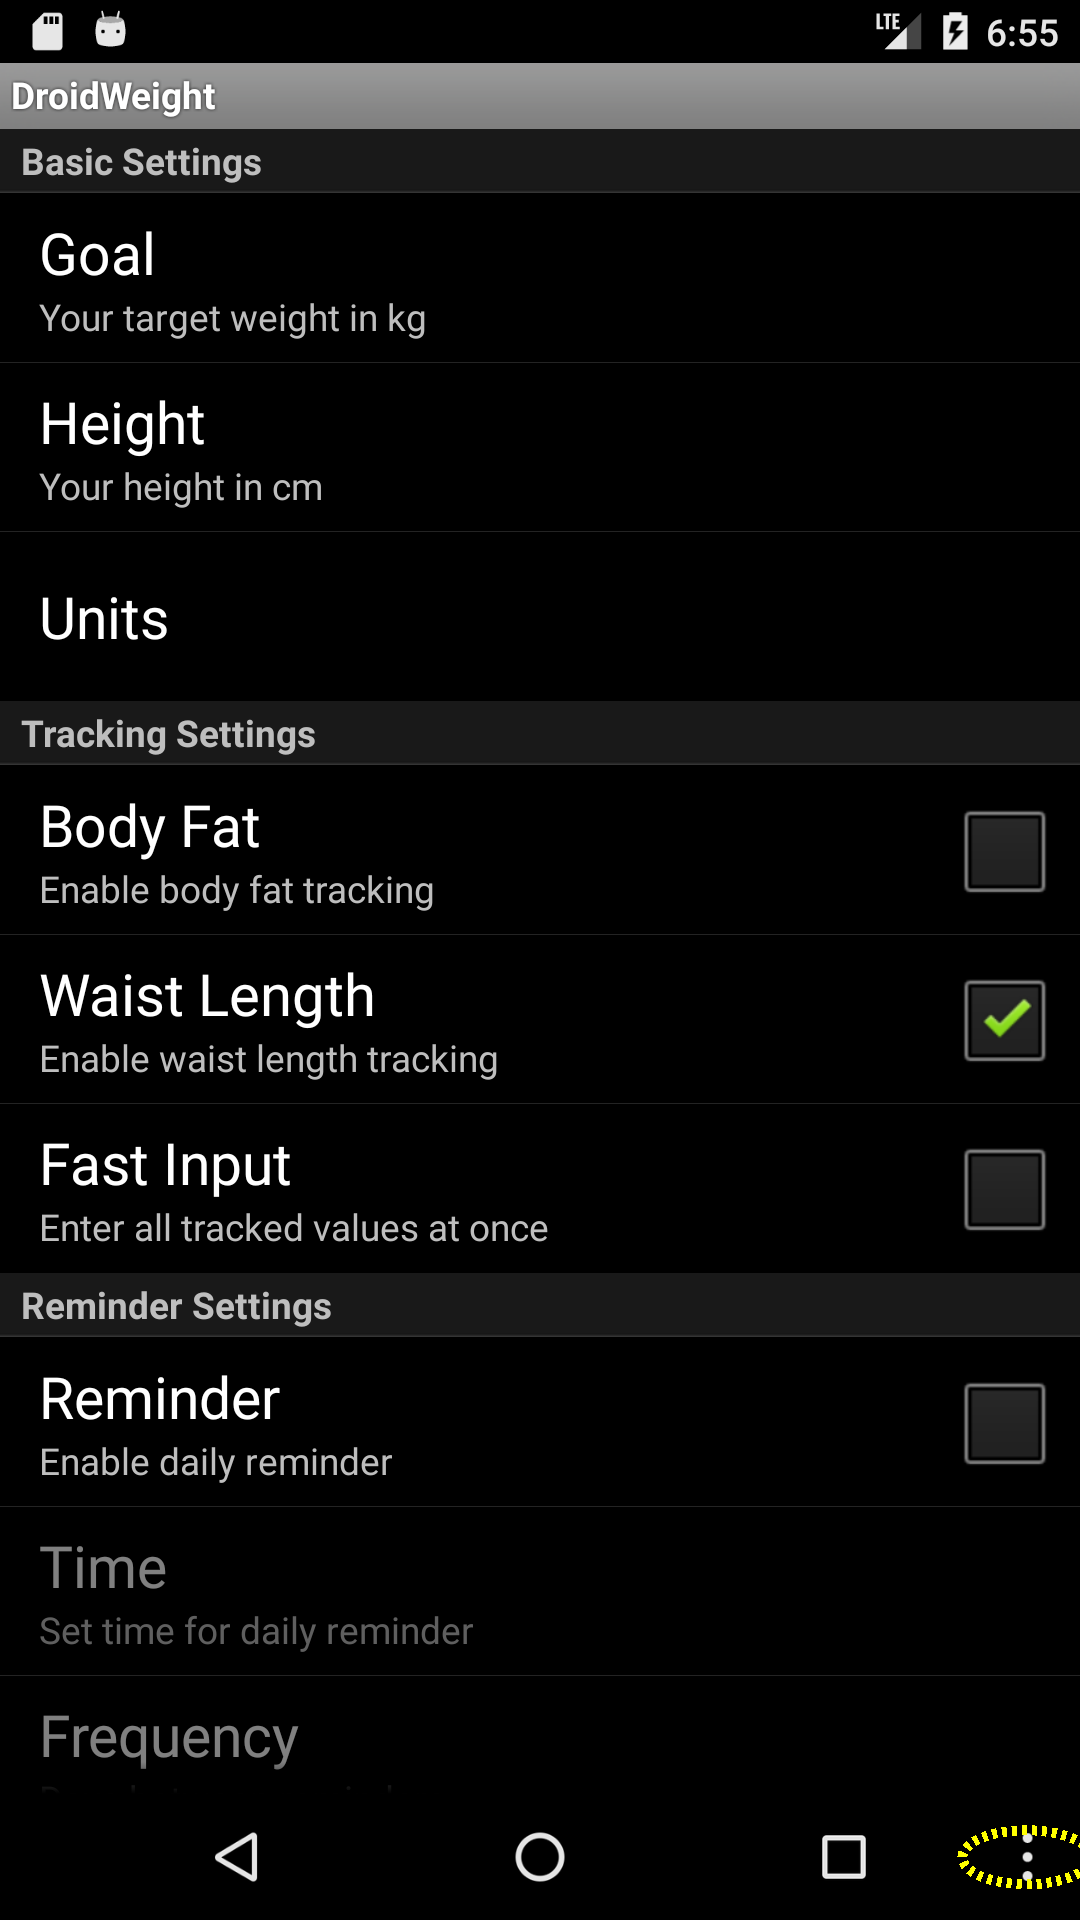 LTE 6:55
DroidWeight
Basic Settings
Goal
Your target weight in kg
Height
Your height in cm
Units
Tracking Settings
Body Fat
Enable body fat tracking
Waist Length
Enable waist length tracking
Fast Input
Enter all tracked values at once
Reminder Settings
Reminder
Enable daily reminder
Time
Set time for daily reminder
Frequency